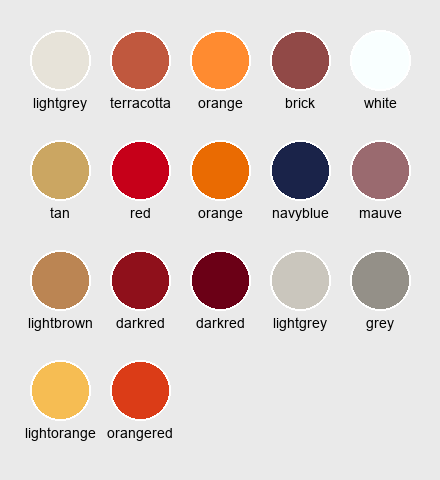 lightgrey terracotta orange brick white
tan red orange navyblue mauve
lightbrown darkred darkred lightgrey grey
lightorange orangered